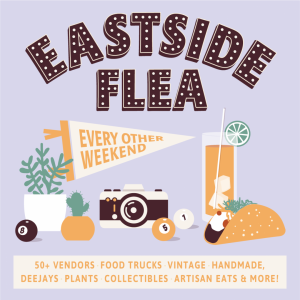 EASTSIDE
FLEA
EVERY OTHER
WEEKEND
8
5
1
50+ VENDORS FOOD TRUCKS VINTAGE HANDMADE,
DEEJAYS PLANTS COLLECTIBLES ARTISAN EATS & MORE!